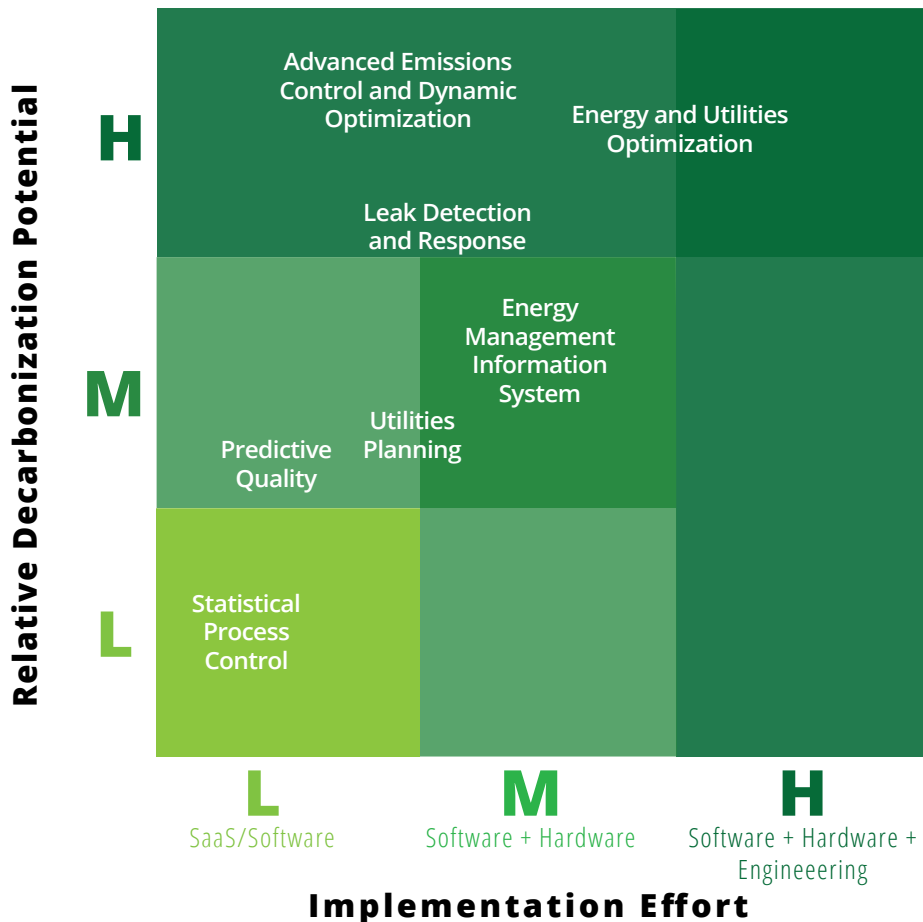 Relative Decarbonization Potential
H
Advanced Emissions
Control and Dynamic
Optimization
Energy and Utilities
Optimization
Leak Detection
and Response
M
Energy
Management
Information
System
Utilities
Planning
Predictive
Quality
L
Statistical
Process
Control
L
SaaS/Software
M
Software + Hardware
H
Software + Hardware +
Engineeering
Implementation Effort